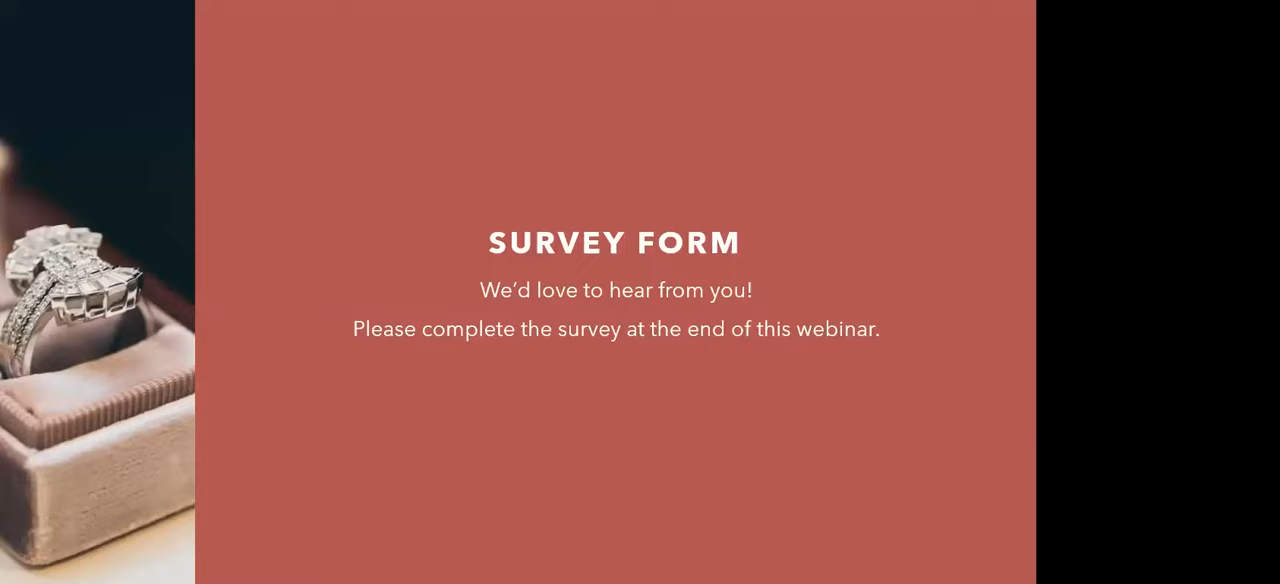 SURVEY FORM
We’d love to hear from you!
Please complete the survey at the end of this webinar.